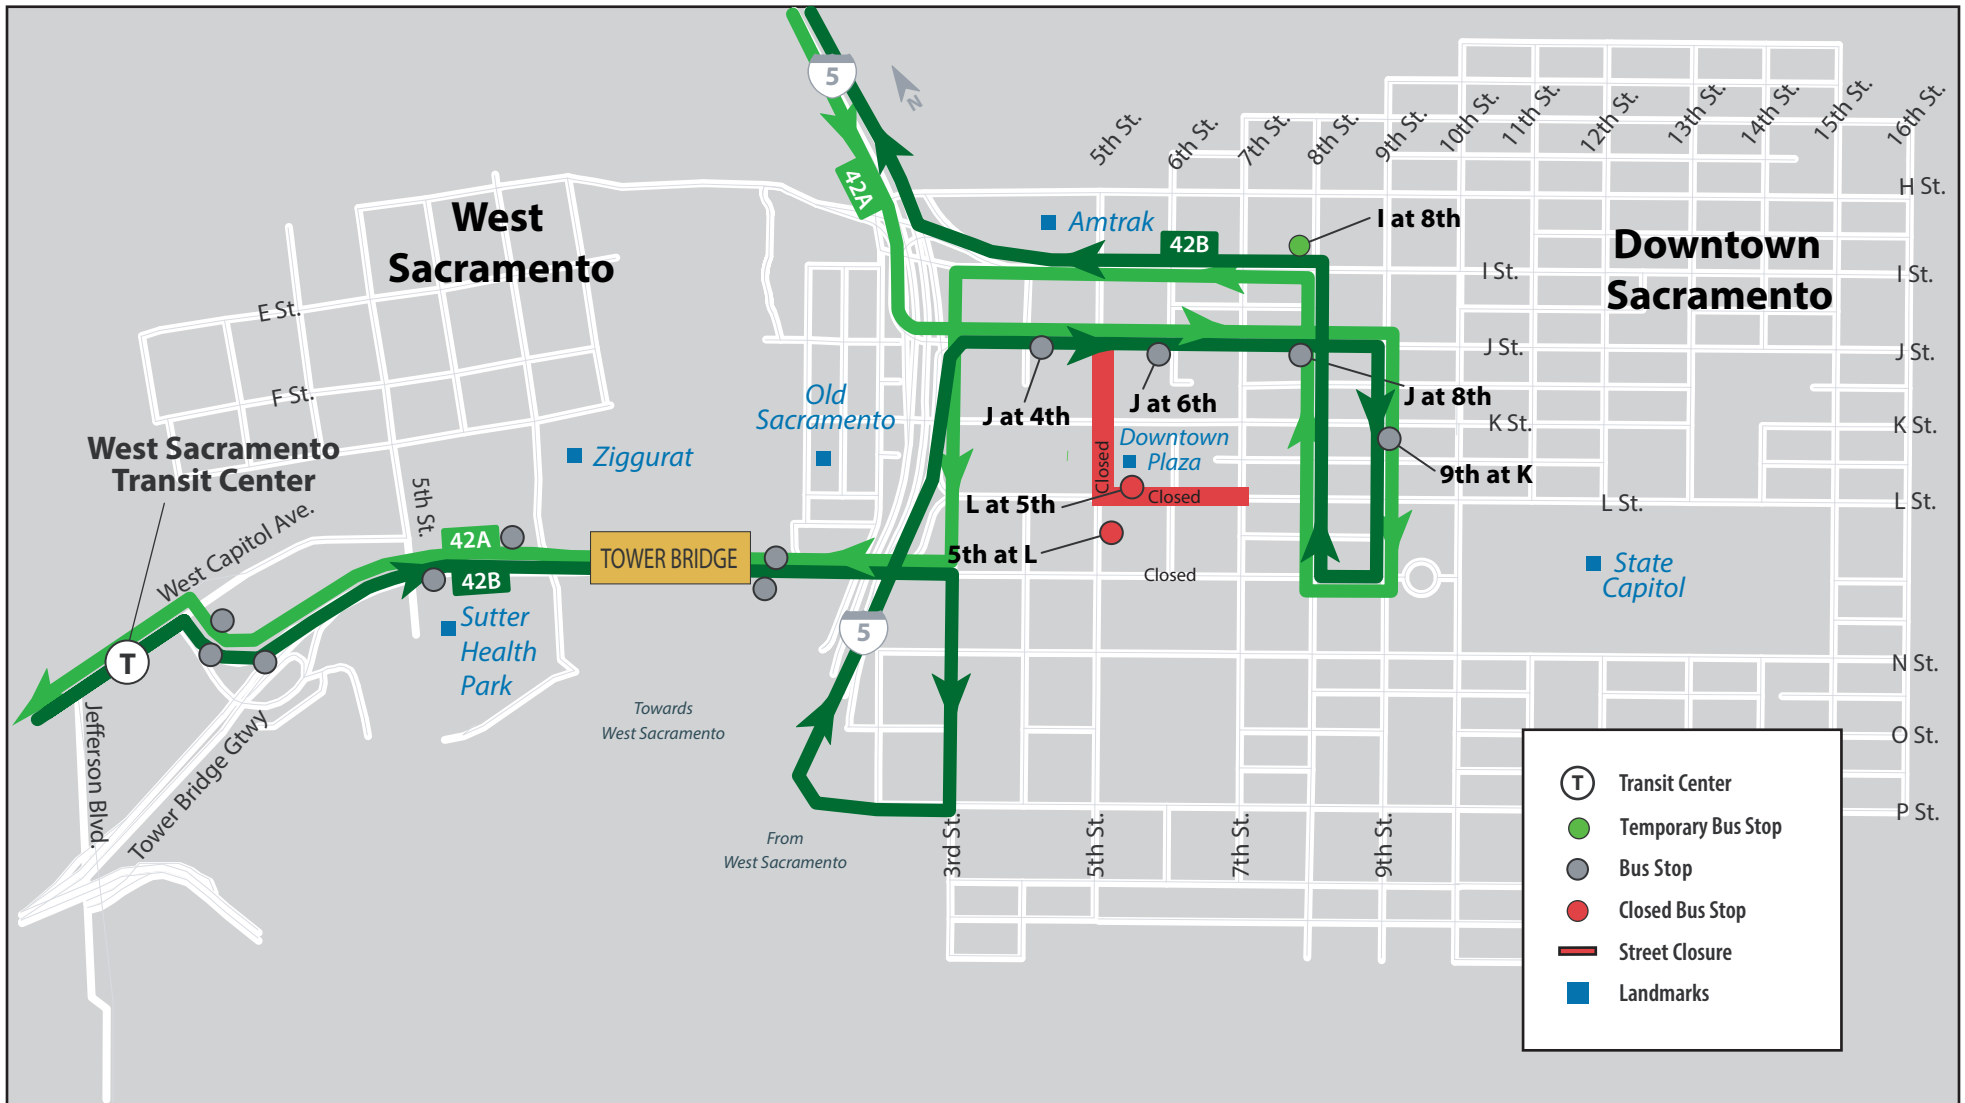 5
N
42A
5th St.
6th St.
7th St.
8th St.
9th St.
10th St.
11th St.
12th St.
13th St.
14th St.
15th St.
16th St.
H St.
West
Sacramento
Amtrak
42B
I at 8th
Downtown
Sacramento
I St.
I St.
E St.
F St.
J St.
J St.
Old
Sacramento
J at 4th
J at 6th
J at 8th
K St.
K St.
West Sacramento
Transit Center
Ziggurat
Downtown
Plaza
Closed
9th at K
5th St.
L at 5th
Closed
L St.
L St.
West Capitol Ave.
42A
TOWER BRIDGE
5th at L
Closed
State
Capitol
42B
Sutter
Health
Park
5
T
N St.
Towards
West Sacramento
Jefferson Blvd.
Tower Bridge Gtwy
O St.
P St.
From
West Sacramento
3rd St.
5th St.
7th St.
9th St.
T
Transit Center
Temporary Bus Stop
Bus Stop
Closed Bus Stop
Street Closure
Landmarks